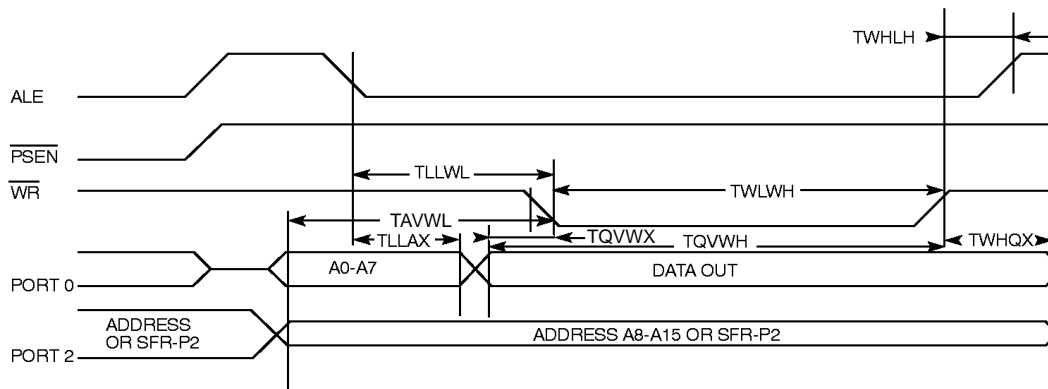 TWHLH
ALE
PSEN
TLLWL
WR
TWLWH
TAVWL
TQVWX
TLLAX
TQVWH
TWHQX
A0-A7
DATA OUT
PORT 0
ADDRESS
OR SFR-P2
ADDRESS A8-A15 OR SFR-P2
PORT 2